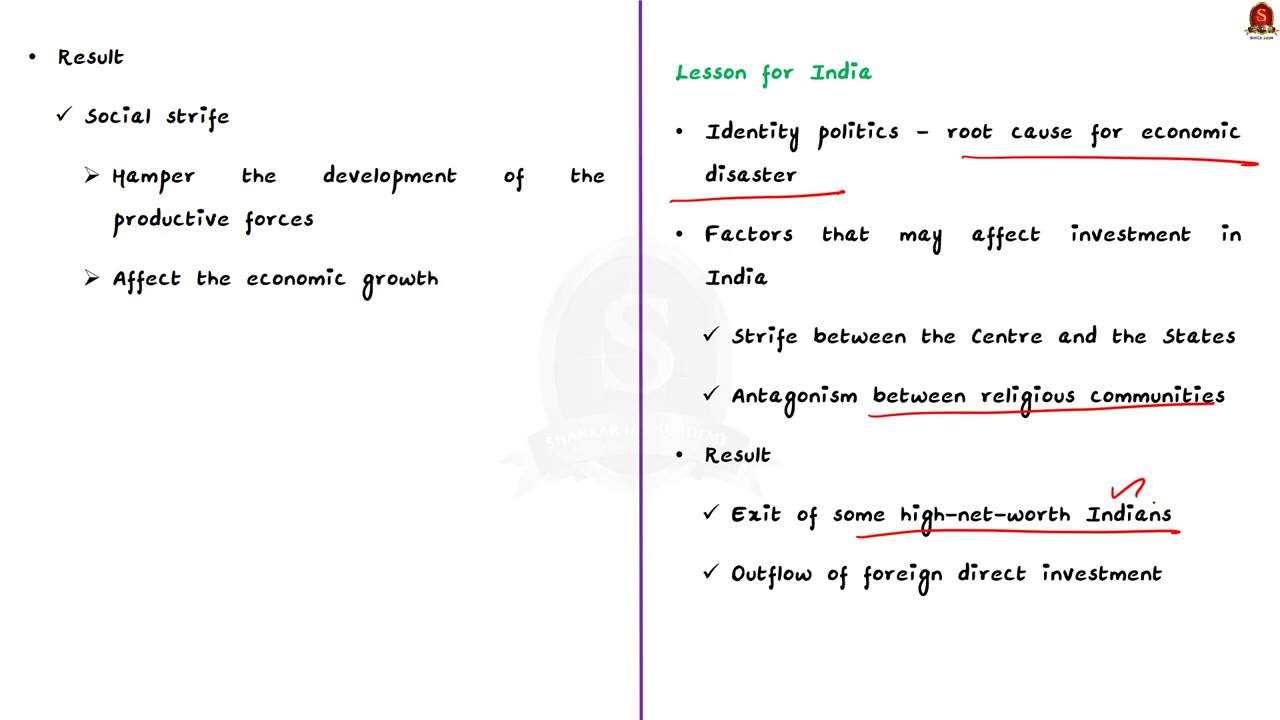 • Result
✓ Social strife
➢ Hamper the development of the
productive forces
➢ Affect the economic growth
Lesson for India
• Identity politics – root cause for economic
disaster
• Factors that may affect investment in
India
✓ Strife between the Centre and the States
✓ Antagonism between religious communities
• Result
✓ Exit of some high-net-worth Indians
✓ Outflow of foreign direct investment
S
SINCE 2004
S